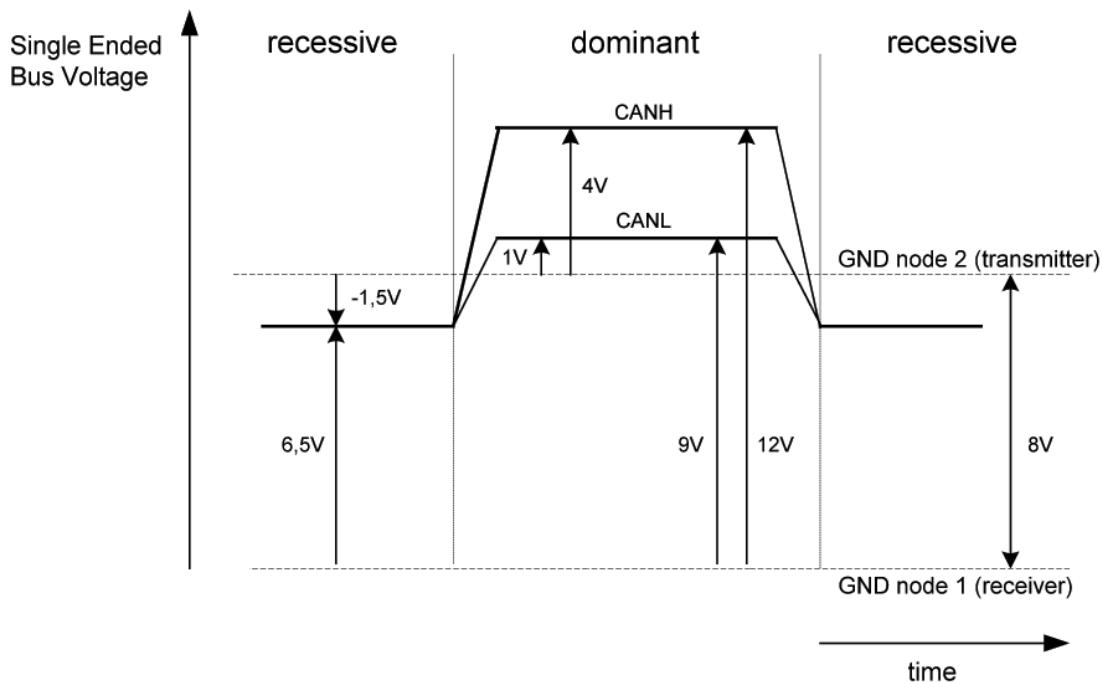 Single Ended
Bus Voltage
recessive
dominant
recessive
CANH
4V
CANL
1V
GND node 2 (transmitter)
-1,5V
6,5V
9V
12V
8V
GND node 1 (receiver)
time